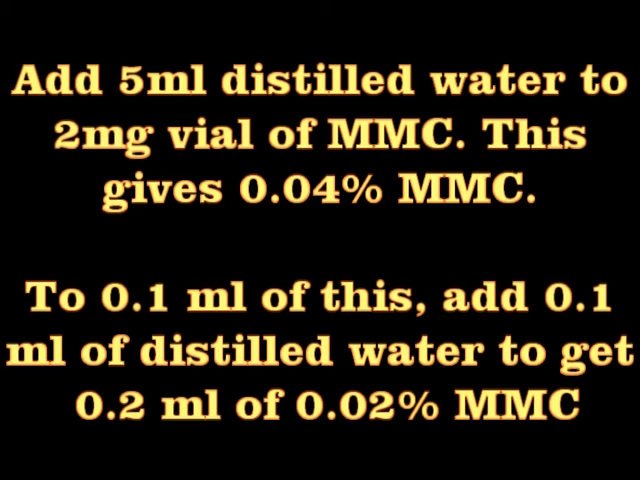 Add 5ml distilled water to
2mg vial of MMC. This
gives 0.04% MMC.
To 0.1 ml of this, add 0.1
ml of distilled water to get
0.2 ml of 0.02% MMC